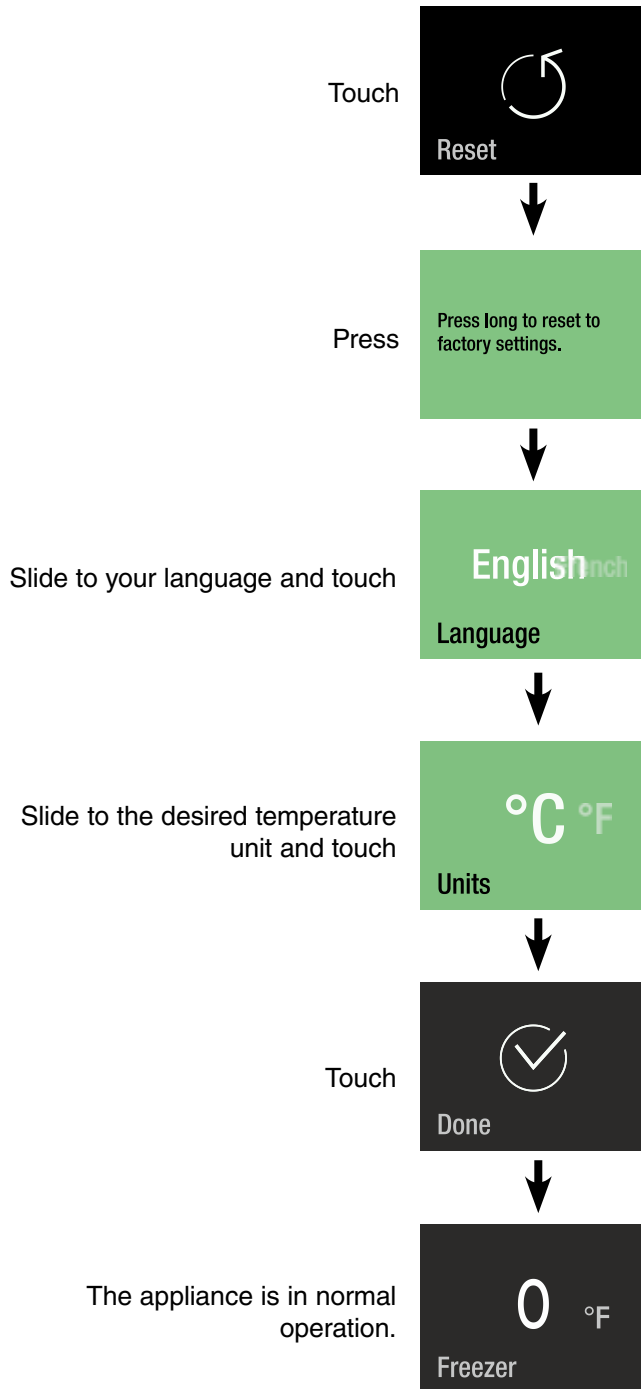 Touch
Reset
Press
Press long to reset to
factory settings.
Slide to your language and touch
English French
Language
Slide to the desired temperature
unit and touch
°C °F
Units
Touch
Done
The appliance is in normal
operation.
0 °F
Freezer